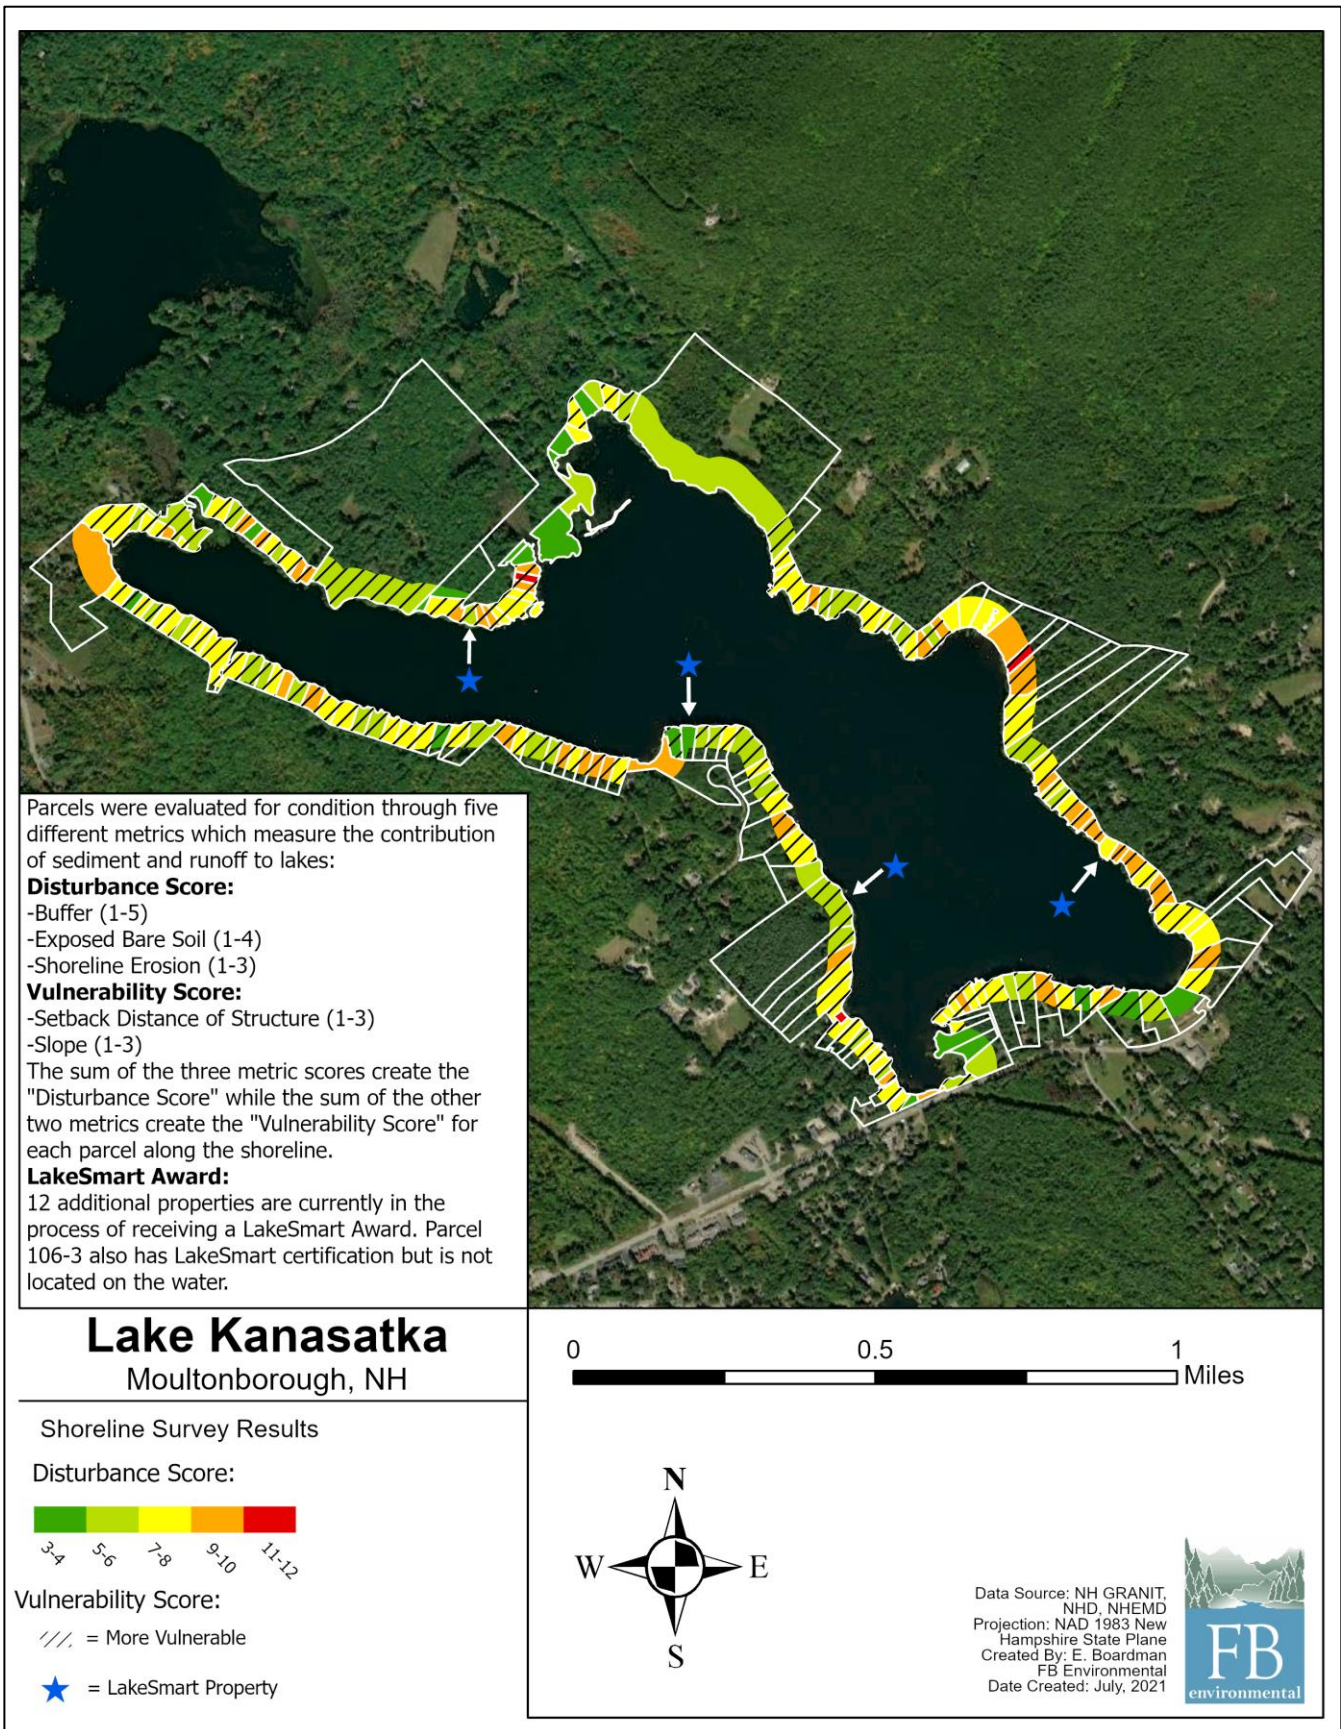 Parcels were evaluated for condition through five
different metrics which measure the contribution
of sediment and runoff to lakes:
Disturbance Score:
-Buffer (1-5)
-Exposed Bare Soil (1-4)
-Shoreline Erosion (1-3)
Vulnerability Score:
-Setback Distance of Structure (1-3)
-Slope (1-3)
The sum of the three metric scores create the
"Disturbance Score" while the sum of the other
two metrics create the "Vulnerability Score" for
each parcel along the shoreline.
LakeSmart Award:
12 additional properties are currently in the
process of receiving a LakeSmart Award. Parcel
106-3 also has LakeSmart certification but is not
located on the water.
Lake Kanasatka
Moultonborough, NH
Shoreline Survey Results
Disturbance Score:
3-4 5-6 7-8 9-10 11-12
Vulnerability Score:
= More Vulnerable
= LakeSmart Property
0 0.5 1
Miles
N
W E
S
Data Source: NH GRANIT,
NHD, NHEMD
Projection: NAD 1983 New
Hampshire State Plane
Created By: E. Boardman
FB Environmental
Date Created: July, 2021
FB
environmental